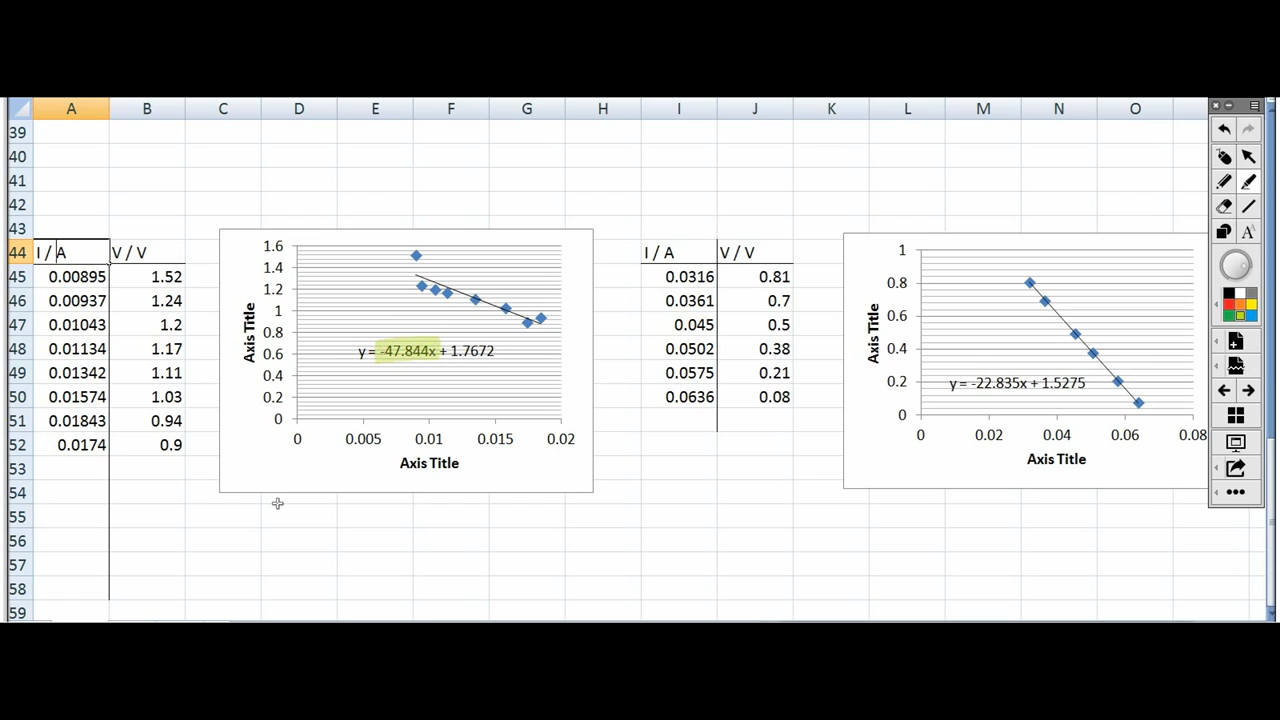 A B C D E F G H I J K L M N O
39
40
41
42
43
44 I / A V / V I / A V / V
45 0.00895 1.52 0.0316 0.81
46 0.00937 1.24 0.0361 0.7
47 0.01043 1.2 0.045 0.5
48 0.01134 1.17 0.0502 0.38
49 0.01342 1.11 0.0575 0.21
50 0.01574 1.03 0.0636 0.08
51 0.01843 0.94
52 0.0174 0.9
53
54
55
56
57
58
59
1.6
1.4
1.2
1
0.8
0.6
0.4
0.2
0
Axis Title
y = -47.844x + 1.7672
0 0.005 0.01 0.015 0.02
Axis Title
1
0.8
0.6
0.4
0.2
0
Axis Title
y = -22.835x + 1.5275
0 0.02 0.04 0.06 0.08
Axis Title
A